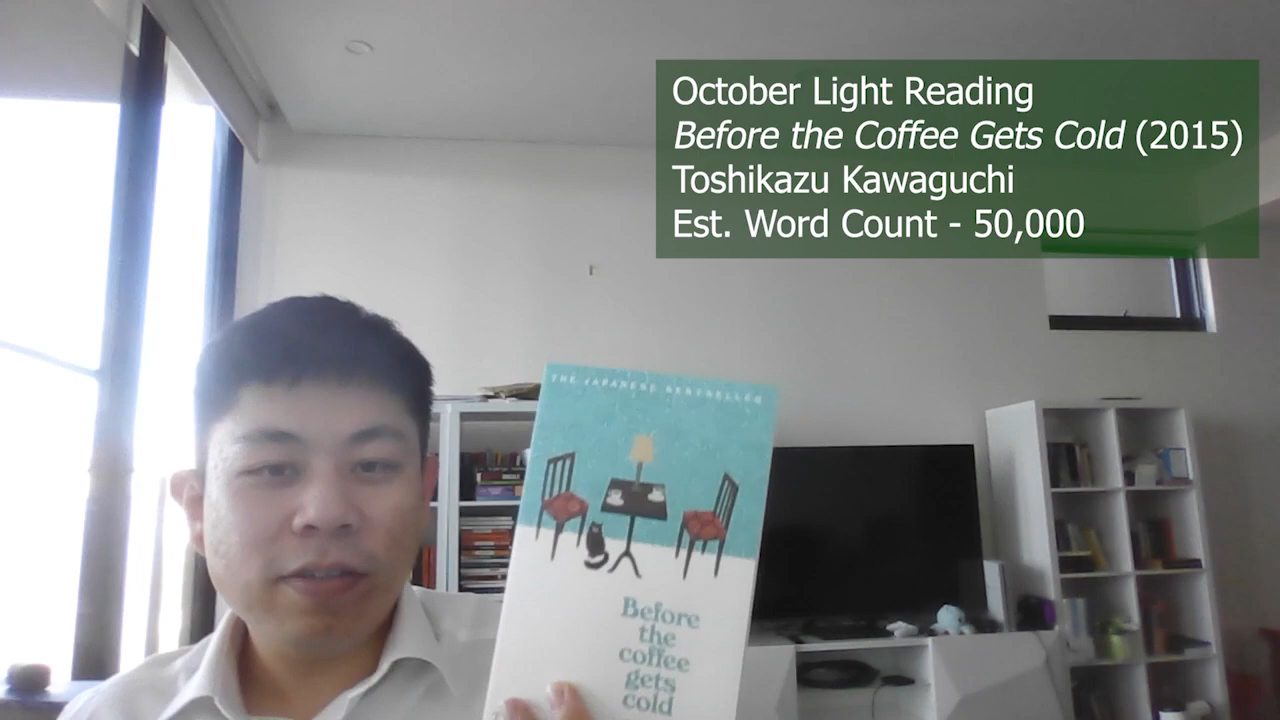 October Light Reading
Before the Coffee Gets Cold (2015)
Toshikazu Kawaguchi
Est. Word Count - 50,000
THE JAPANESE BESTSELLER
Before
the
coffee
gets
cold